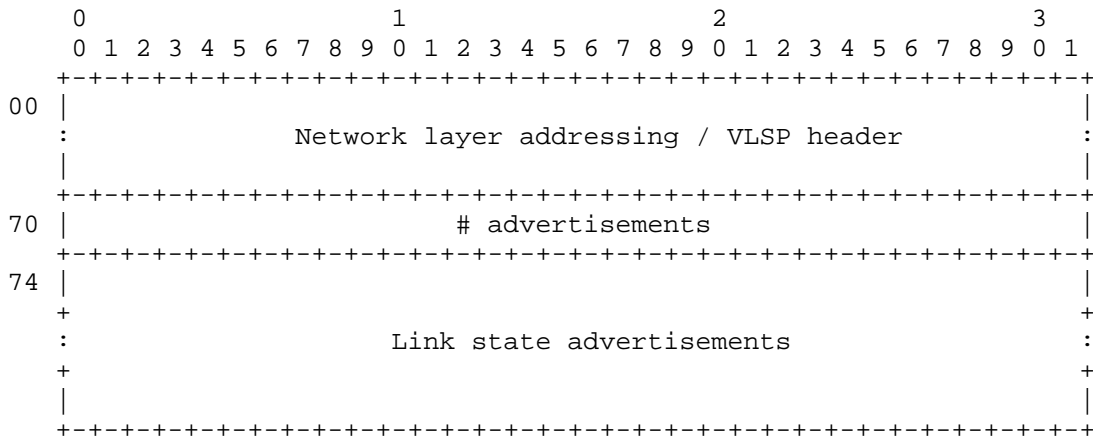 0                   1                   2                   3
 0 1 2 3 4 5 6 7 8 9 0 1 2 3 4 5 6 7 8 9 0 1 2 3 4 5 6 7 8 9 0 1
+-+-+-+-+-+-+-+-+-+-+-+-+-+-+-+-+-+-+-+-+-+-+-+-+-+-+-+-+-+-+-+-+
00 |                                                               |
: Network layer addressing / VLSP header :
| |
+-+-+-+-+-+-+-+-+-+-+-+-+-+-+-+-+-+-+-+-+-+-+-+-+-+-+-+-+-+-+-+-+
70 | # advertisements |
+-+-+-+-+-+-+-+-+-+-+-+-+-+-+-+-+-+-+-+-+-+-+-+-+-+-+-+-+-+-+-+-+
74 | |
+ +
: Link state advertisements :
+ +
| |
+-+-+-+-+-+-+-+-+-+-+-+-+-+-+-+-+-+-+-+-+-+-+-+-+-+-+-+-+-+-+-+-+